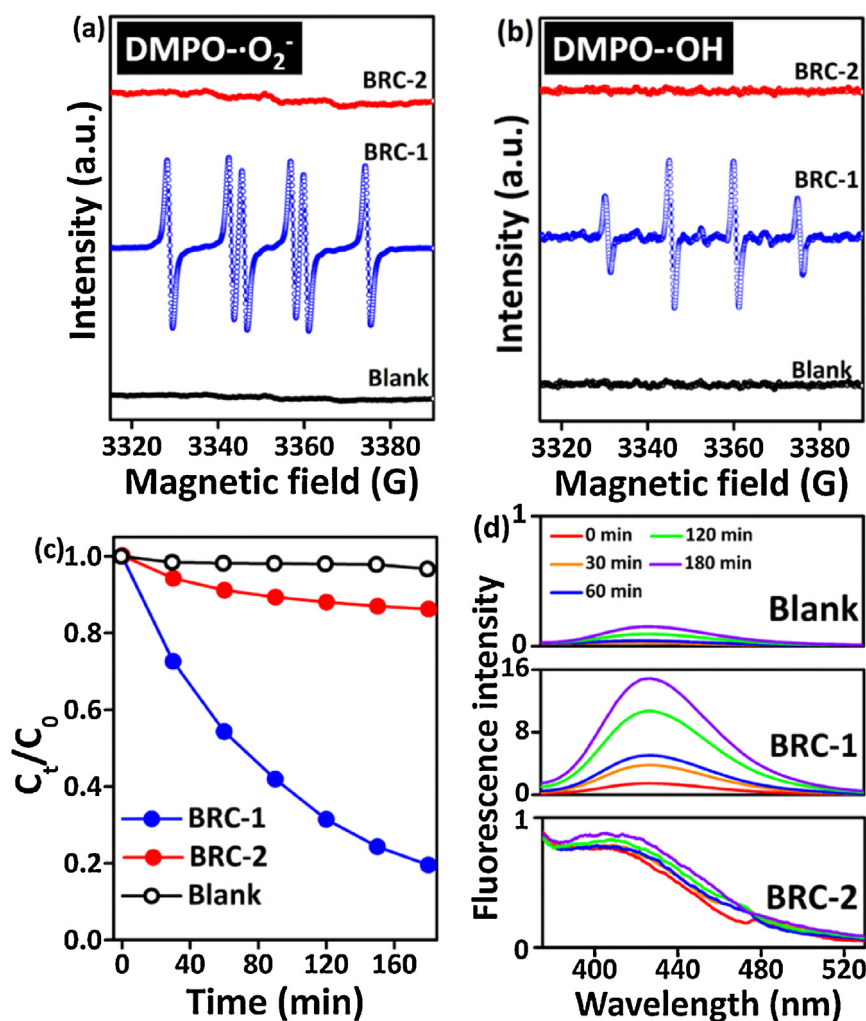 (a)
DMPO-·O₂⁻
BRC-2
BRC-1
Blank
Intensity (a.u.)
3320 3340 3360 3380
Magnetic field (G)
(b)
DMPO-·OH
BRC-2
BRC-1
Blank
Intensity (a.u.)
3320 3340 3360 3380
Magnetic field (G)
(c)
1.0
0.8
0.6
0.4
0.2
0.0
Cₜ/C₀
BRC-1
BRC-2
Blank
0 40 80 120 160
Time (min)
(d)
1
0 min 120 min
30 min 180 min
60 min
Blank
0
16
8
0
BRC-1
1
0
BRC-2
Fluorescence intensity
400 440 480 520
Wavelength (nm)